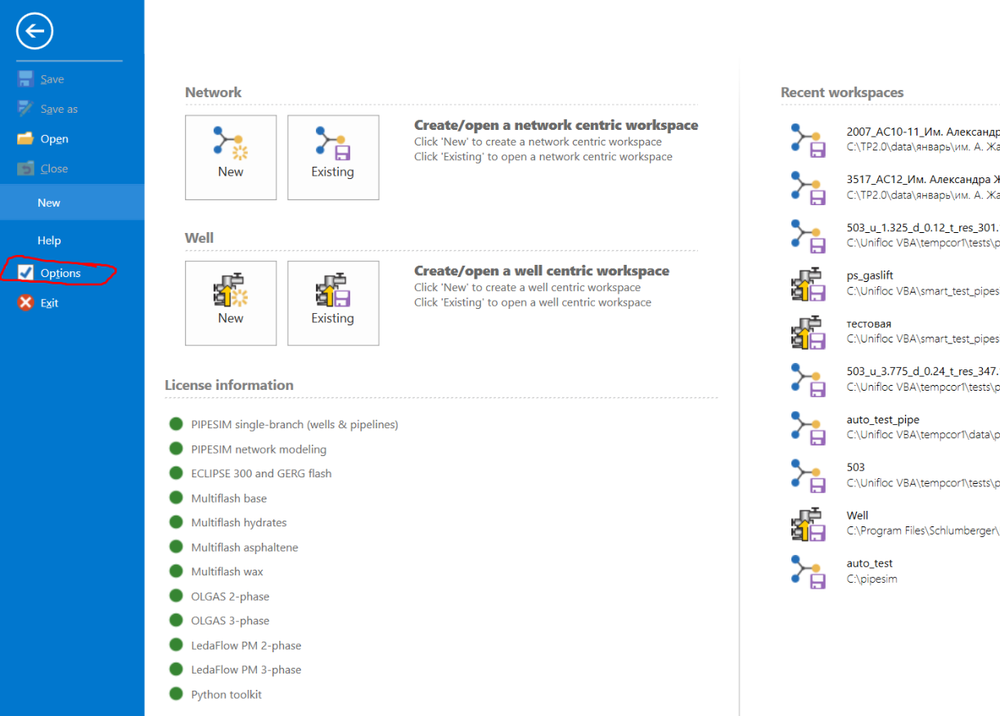 Save
Save as
Open
Close
New
Help
Options
Exit
Network
New
Existing
Create/open a network centric workspace
Click 'New' to create a network centric workspace
Click 'Existing' to open a network centric workspace
Well
New
Existing
Create/open a well centric workspace
Click 'New' to create a well centric workspace
Click 'Existing' to open a well centric workspace
License information
PIPESIM single-branch (wells & pipelines)
PIPESIM network modeling
ECLIPSE 300 and GERG flash
Multiflash base
Multiflash hydrates
Multiflash asphaltene
Multiflash wax
OLGAS 2-phase
OLGAS 3-phase
LedaFlow PM 2-phase
LedaFlow PM 3-phase
Python toolkit
Recent workspaces
2007_АС10-11_Им. Александр
C:\TP2.0\data\январь\им. А. Жа
3517_АС12_Им. Александра Ж
C:\TP2.0\data\январь\им. А. Жа
503_u_1.325_d_0.12_t_res_301.
C:\Unifloc VBA\tempcor1\tests\p
ps_gaslift
C:\Unifloc VBA\smart_test_pipes
тестовая
C:\Unifloc VBA\smart_test_pipes
503_u_3.775_d_0.24_t_res_347.
C:\Unifloc VBA\tempcor1\tests\p
auto_test_pipe
C:\Unifloc VBA\tempcor1\data\p
503
C:\Unifloc VBA\tempcor1\tests\p
Well
C:\Program Files\Schlumberger\
auto_test
C:\pipesim